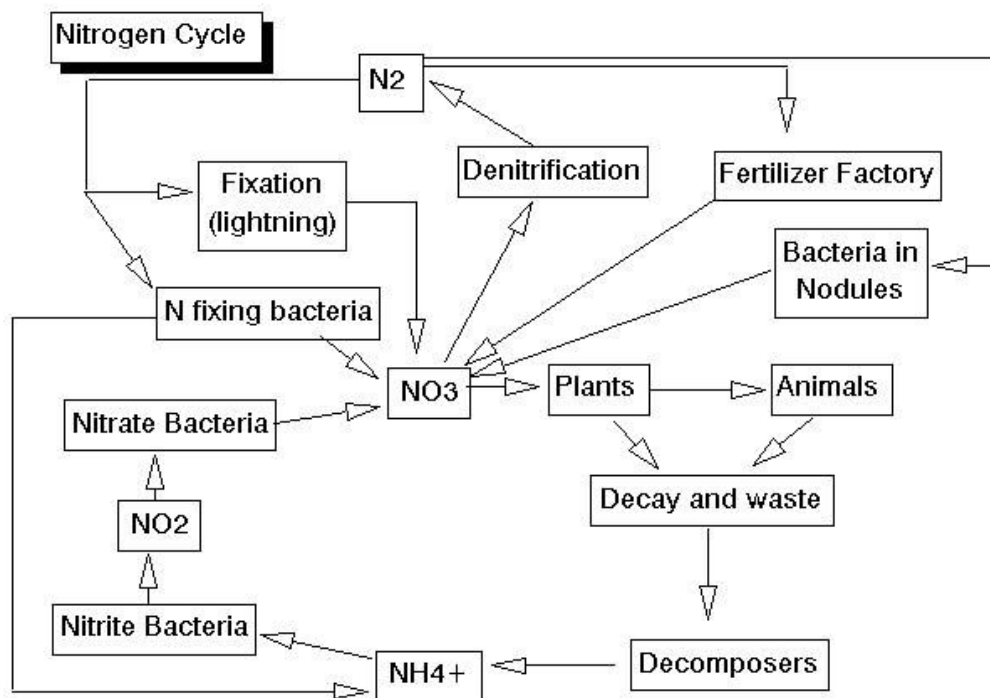 Nitrogen Cycle
N2
Fixation
(lightning)
Denitrification
Fertilizer Factory
Bacteria in
Nodules
N fixing bacteria
NO3
Plants
Animals
Nitrate Bacteria
Decay and waste
NO2
Nitrite Bacteria
NH4+
Decomposers